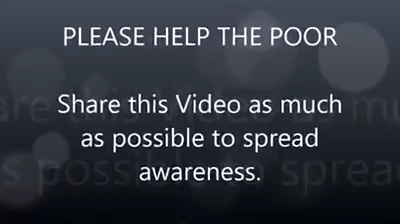 PLEASE HELP THE POOR
Share this Video as much
as possible to spread
awareness.